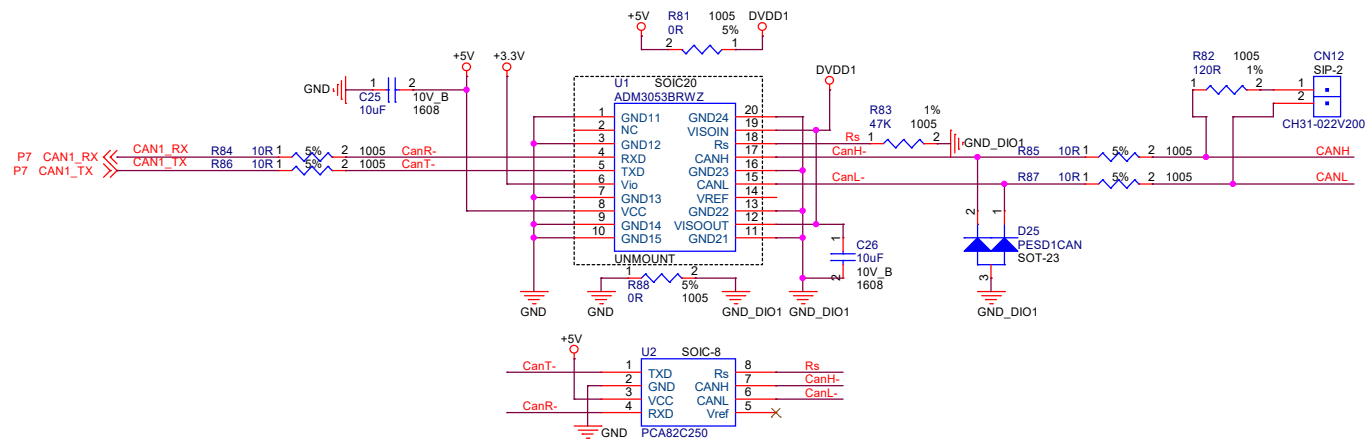 +5V R81 1005 DVDD1
0R 5%
2 1
+5V +3.3V
GND 1 2
C25 10V_B
10uF 1608
U1 SOIC20
ADM3053BRWZ
1 GND11 GND24 20
2 NC VISOIN 19
3 GND12 Rs 18 Rs
4 RXD CANH 17 CanH-
5 TXD GND23 16
6 Vio CANL 15 CanL-
7 GND13 VREF 14
8 VCC GND22 13
9 GND14 VISOOUT 12
10 GND15 GND21 11
UNMOUNT
DVDD1
R83 1%
47K 1005
1 2
GND_DIO1
R82 1005
120R 1%
1 2
CN12
SIP-2
1
2
CH31-022V200
P7 CAN1_RX CAN1_RX R84 10R 1 5% 2 1005 CanR-
P7 CAN1_TX CAN1_TX R86 10R 1 5% 2 1005 CanT-
R85 10R 1 5% 2 1005 CANH
R87 10R 1 5% 2 1005 CANL
2 1
D25
PESD1CAN
SOT-23
3
GND_DIO1
1
C26
10uF
10V_B
2 1608
1 2
R88 5%
0R 1005
GND GND GND_DIO1 GND_DIO1
+5V
U2 SOIC-8
CanT- 1 TXD Rs 8 Rs
2 GND CANH 7 CanH-
3 VCC CANL 6 CanL-
CanR- 4 RXD Vref 5
GND PCA82C250